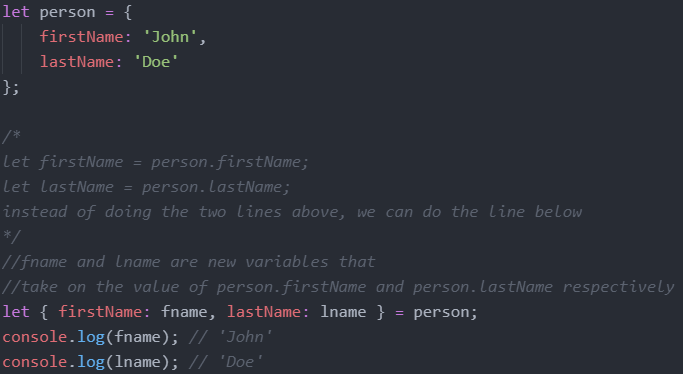 let person = {
    firstName: 'John',
    lastName: 'Doe'
};
/*
let firstName = person.firstName;
let lastName = person.lastName;
instead of doing the two lines above, we can do the line below
*/
//fname and lname are new variables that
//take on the value of person.firstName and person.lastName respectively
let { firstName: fname, lastName: lname } = person;
console.log(fname); // 'John'
console.log(lname); // 'Doe'